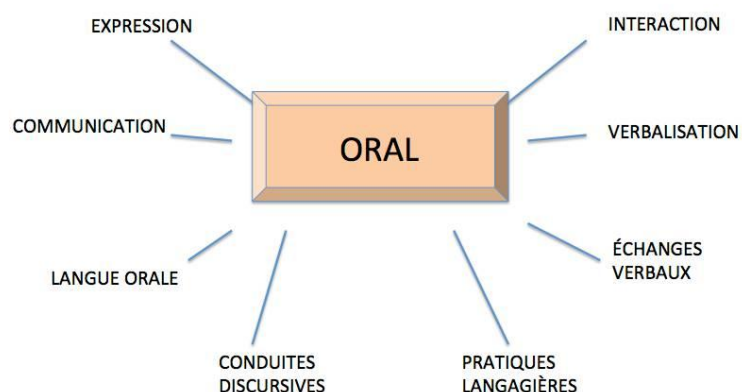 EXPRESSION
INTERACTION
COMMUNICATION
ORAL
VERBALISATION
LANGUE ORALE
ÉCHANGES
VERBAUX
CONDUITES
DISCURSIVES
PRATIQUES
LANGAGIÈRES